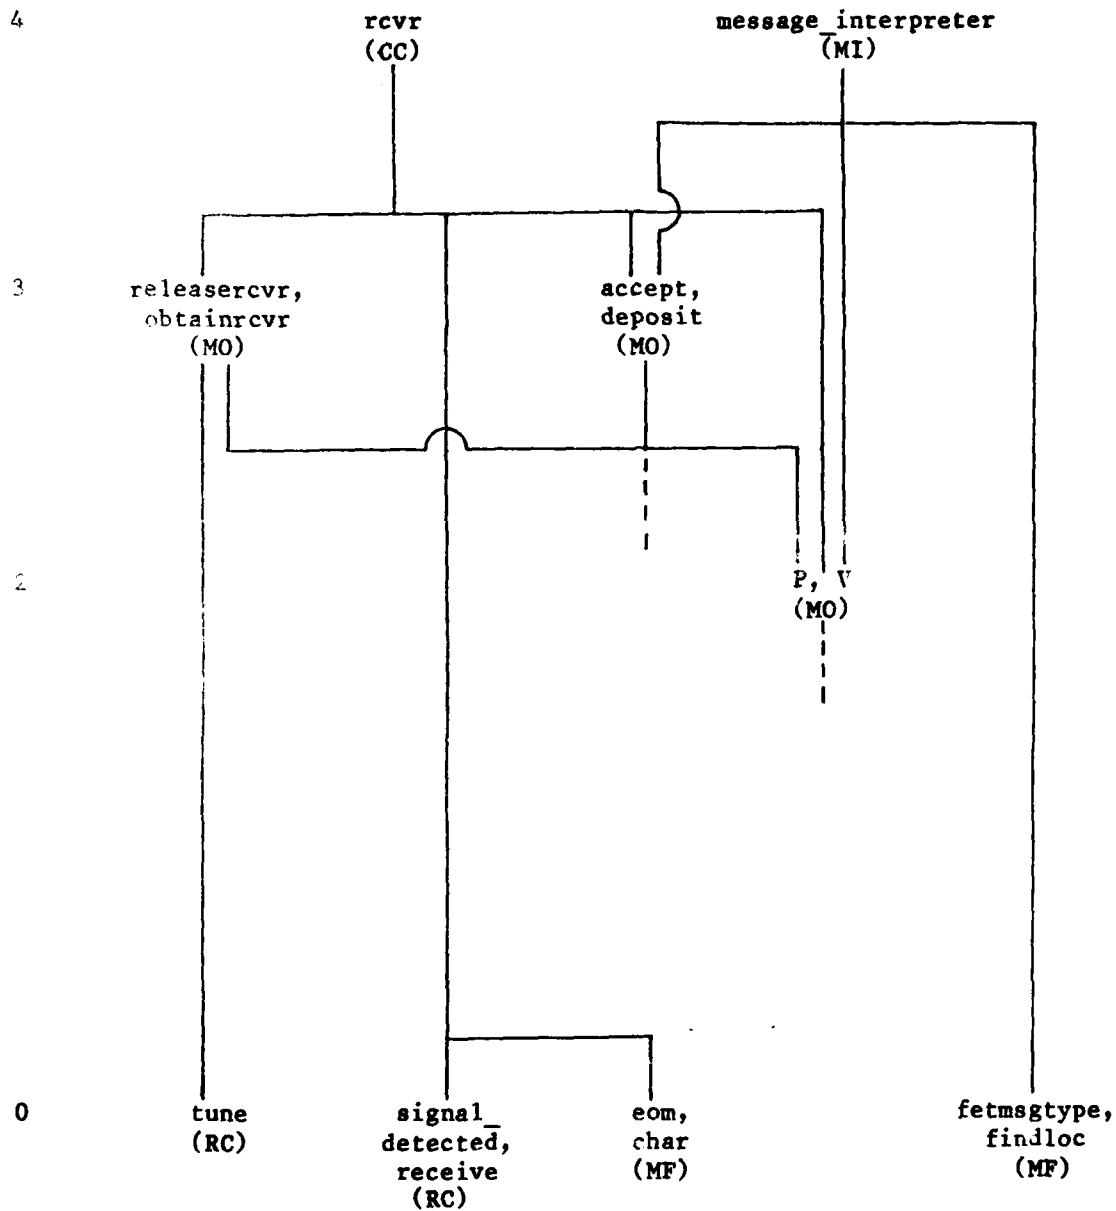 4
rcvr
(CC)
message_interpreter
(MI)
3
releasercvr,
obtainrcvr
(MO)
accept,
deposit
(MO)
2
P, V
(MO)
0
tune
(RC)
signal_
detected,
receive
(RC)
eom,
char
(MF)
fetmsgtype,
findloc
(MF)